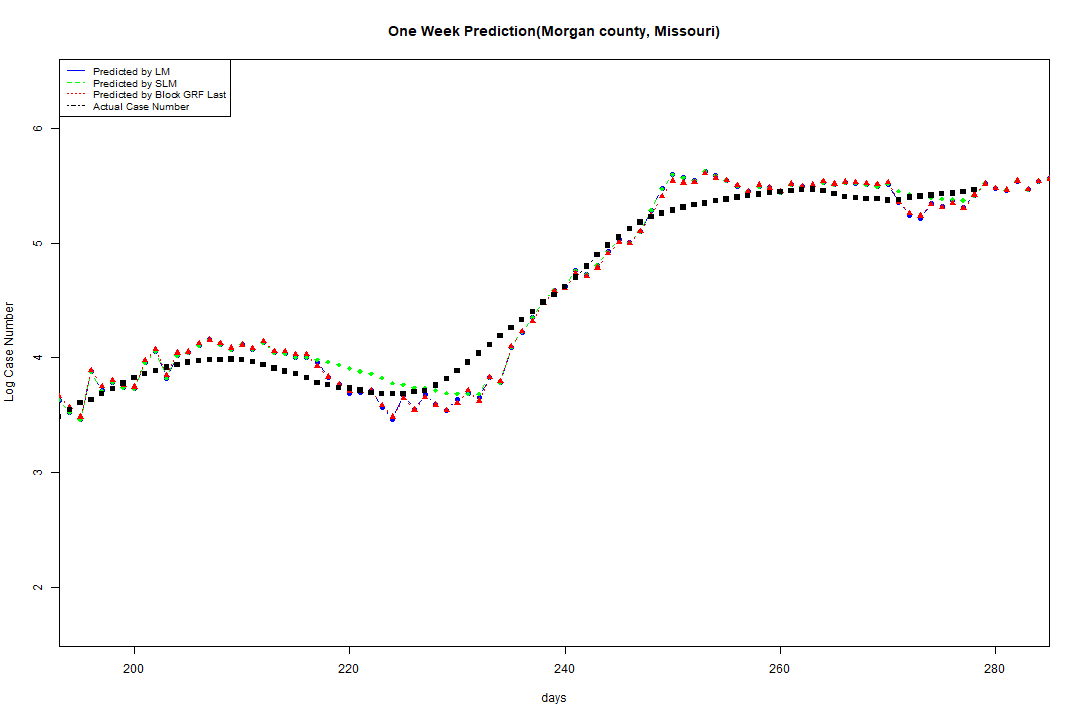 One Week Prediction(Morgan county, Missouri)
Predicted by LM
Predicted by SLM
Predicted by Block GRF Last
Actual Case Number
6
5
4
3
2
Log Case Number
200 220 240 260 280
days